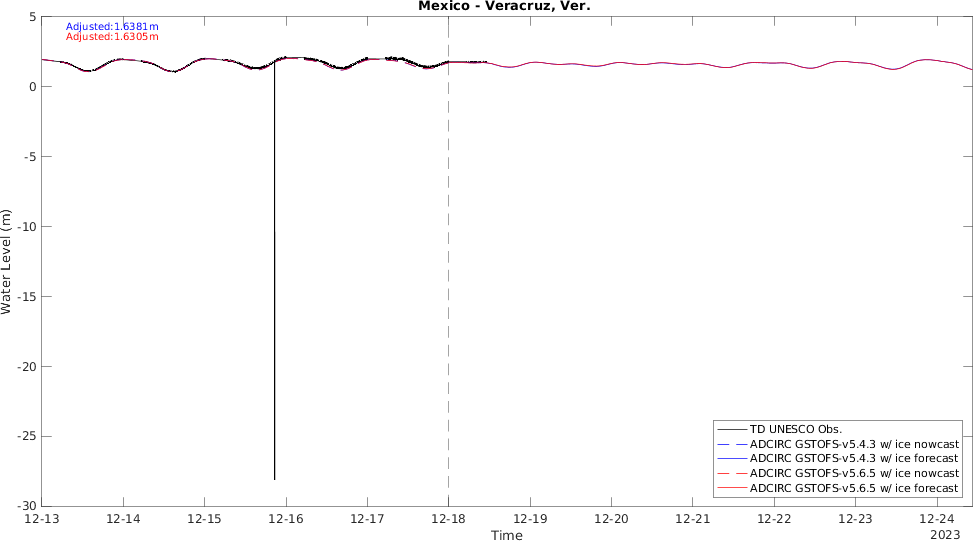 Mexico - Veracruz, Ver.
Adjusted:1.6381m
Adjusted:1.6305m
5
0
-5
-10
-15
-20
-25
-30
Water Level (m)
TD UNESCO Obs.
ADCIRC GSTOFS-v5.4.3 w/ ice nowcast
ADCIRC GSTOFS-v5.4.3 w/ ice forecast
ADCIRC GSTOFS-v5.6.5 w/ ice nowcast
ADCIRC GSTOFS-v5.6.5 w/ ice forecast
12-13 12-14 12-15 12-16 12-17 12-18 12-19 12-20 12-21 12-22 12-23 12-24
Time
2023